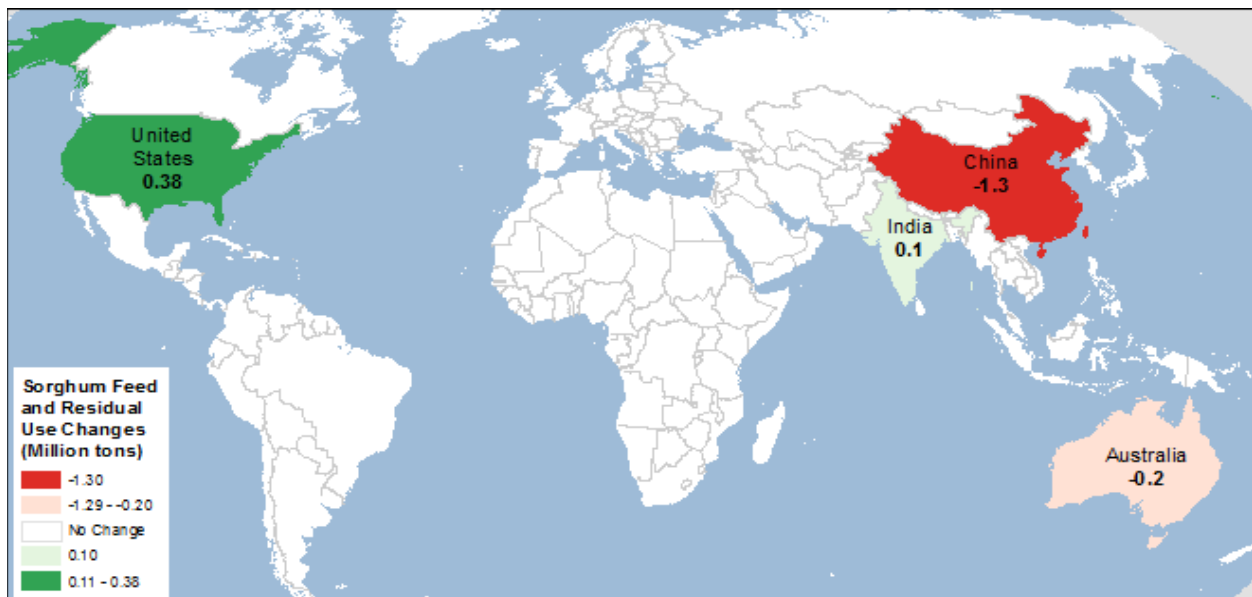 United
States
0.38
China
-1.3
India
0.1
Australia
-0.2
Sorghum Feed
and Residual
Use Changes
(Million tons)
-1.30
-1.29 - -0.20
No Change
0.10
0.11 - 0.38